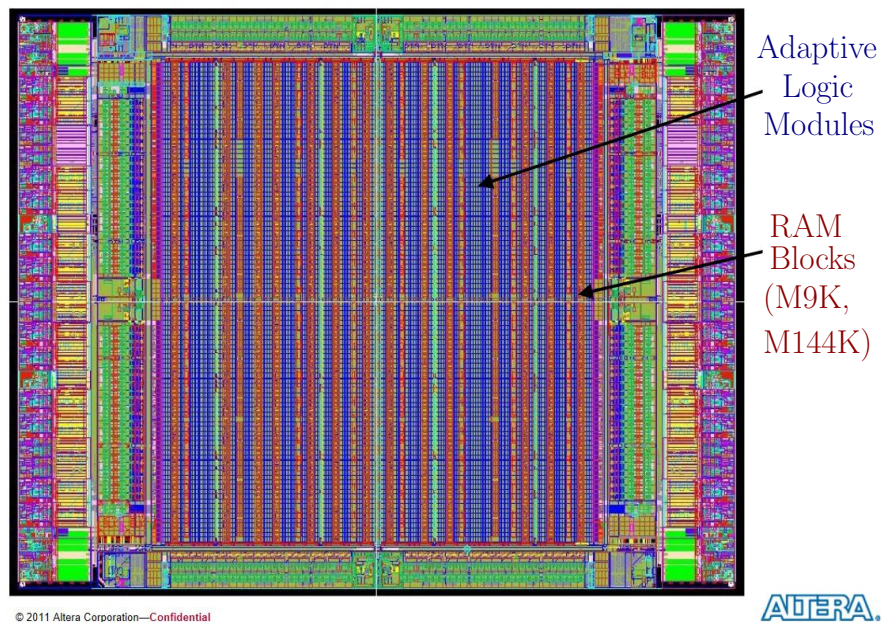 Adaptive
Logic
Modules
RAM
Blocks
(M9K,
M144K)
© 2011 Altera Corporation—Confidential
ALTERA.